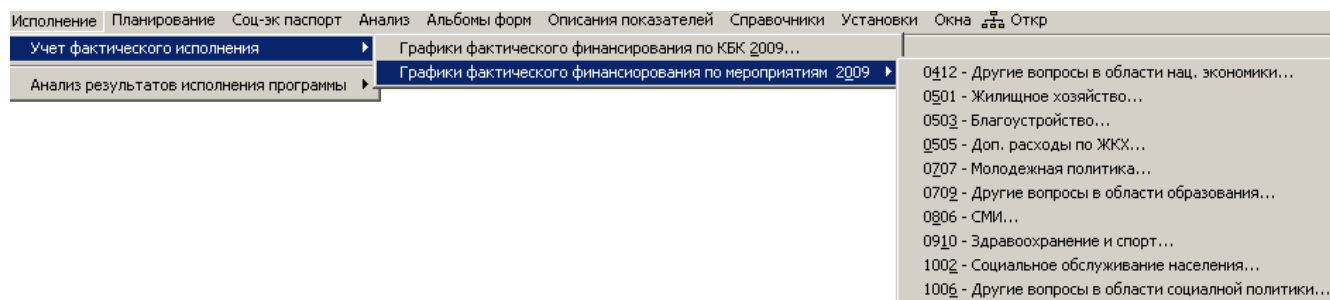 Исполнение Планирование Соц-эк паспорт Анализ Альбомы форм Описания показателей Справочники Установки Окна Откр
Учет фактического исполнения
Анализ результатов исполнения программы
Графики фактического финансирования по КБК 2009...
Графики фактического финансиорования по мероприятиям 2009
0412 - Другие вопросы в области нац. экономики...
0501 - Жилищное хозяйство...
0503 - Благоустройство...
0505 - Доп. расходы по ЖКХ...
0707 - Молодежная политика...
0709 - Другие вопросы в области образования...
0806 - СМИ...
0910 - Здравоохранение и спорт...
1002 - Социальное обслуживание населения...
1006 - Другие вопросы в области социалной политики...